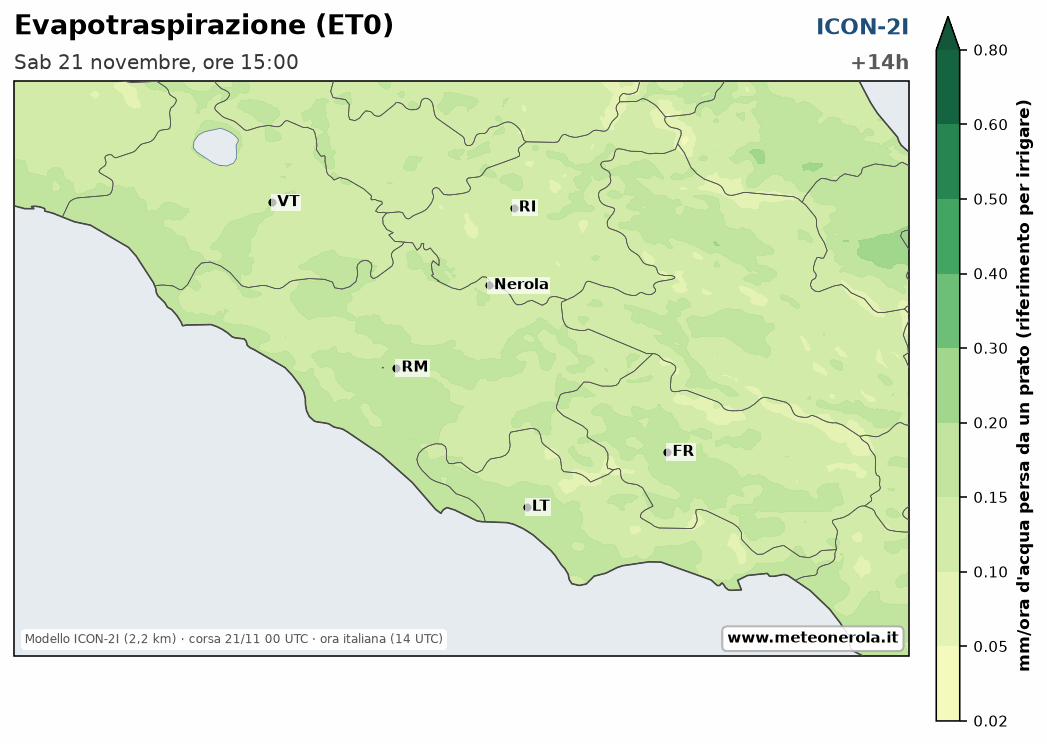 Evapotraspirazione (ET0)
ICON-2I
Sab 21 novembre, ore 15:00
+14h
VT
RI
Nerola
RM
FR
LT
Modello ICON-2I (2,2 km) · corsa 21/11 00 UTC · ora italiana (14 UTC)
www.meteonerola.it
0.80
0.60
0.50
0.40
0.30
0.20
0.15
0.10
0.05
0.02
mm/ora d'acqua persa da un prato (riferimento per irrigare)